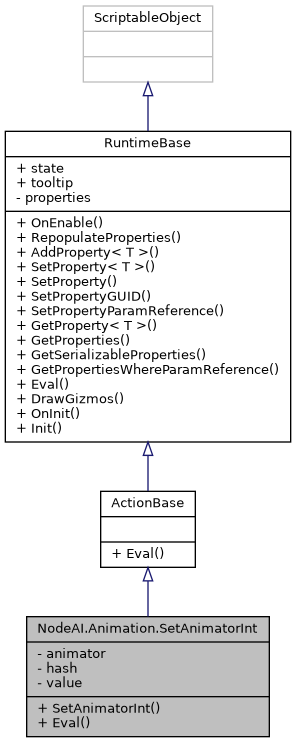 ScriptableObject
RuntimeBase
+ state
+ tooltip
- properties
+ OnEnable()
+ RepopulateProperties()
+ AddProperty< T >()
+ SetProperty< T >()
+ SetProperty()
+ SetPropertyGUID()
+ SetPropertyParamReference()
+ GetProperty< T >()
+ GetProperties()
+ GetSerializableProperties()
+ GetPropertiesWhereParamReference()
+ Eval()
+ DrawGizmos()
+ OnInit()
+ Init()
ActionBase
+ Eval()
NodeAI.Animation.SetAnimatorInt
- animator
- hash
- value
+ SetAnimatorInt()
+ Eval()